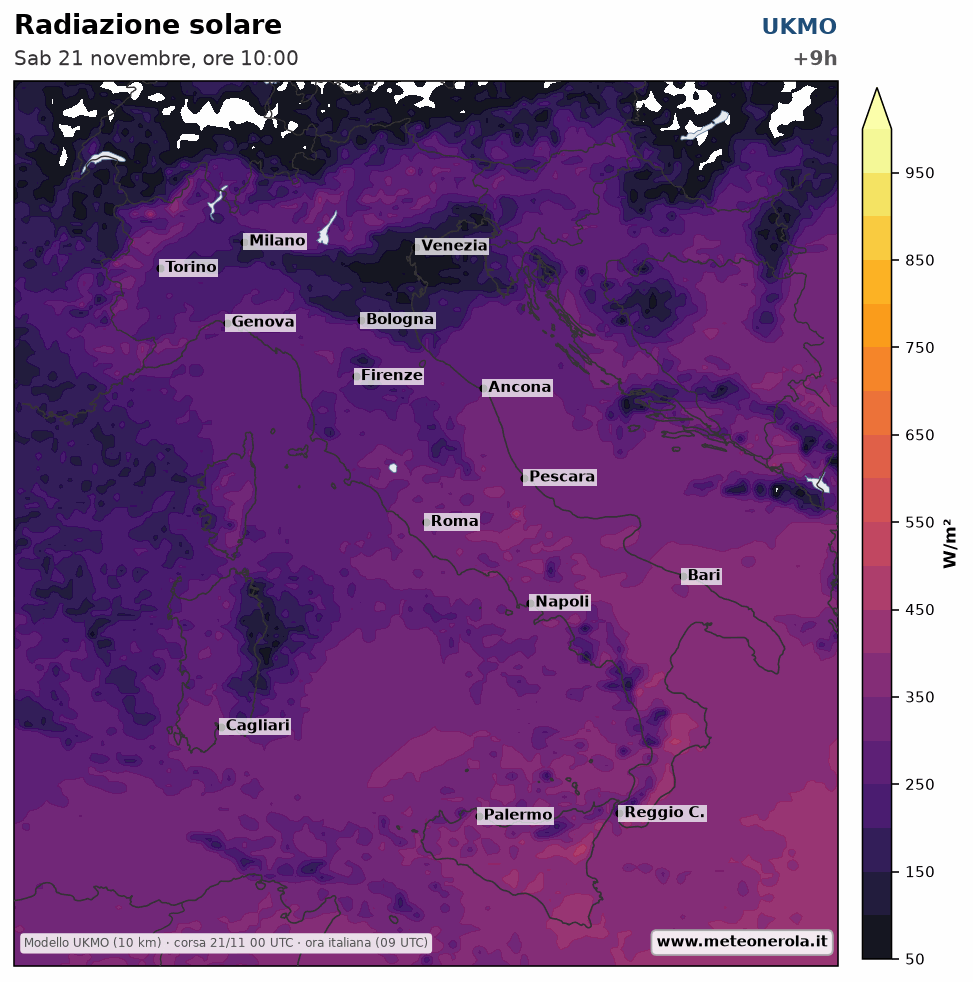 Radiazione solare
UKMO
Sab 21 novembre, ore 10:00
+9h
Milano
Venezia
Torino
Genova
Bologna
Firenze
Ancona
Pescara
Roma
Bari
Napoli
Cagliari
Palermo
Reggio C.
950
850
750
650
550
450
350
250
150
50
W/m²
Modello UKMO (10 km) · corsa 21/11 00 UTC · ora italiana (09 UTC)
www.meteonerola.it